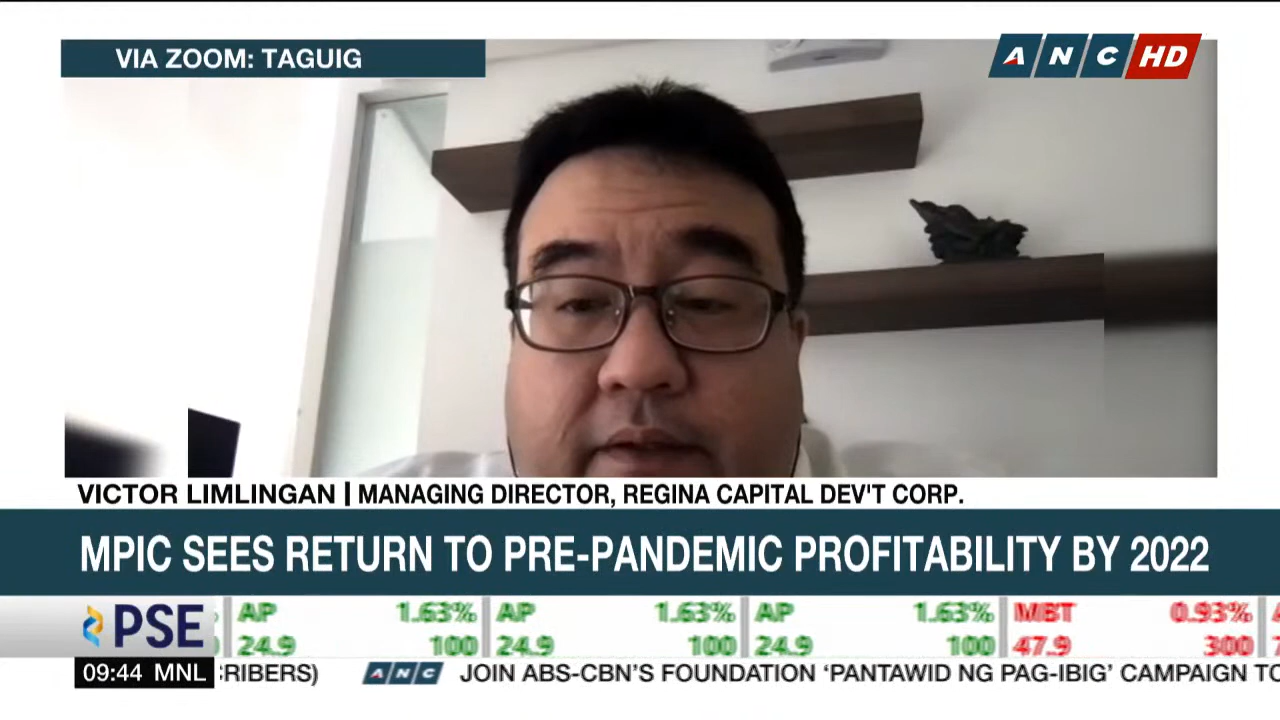 VIA ZOOM: TAGUIG
ANC HD
VICTOR LIMLINGAN | MANAGING DIRECTOR, REGINA CAPITAL DEV'T CORP.
MPIC SEES RETURN TO PRE-PANDEMIC PROFITABILITY BY 2022
PSE
AP 1.63% AP 1.63% AP 1.63% MBT 0.93%
24.9 100 24.9 100 24.9 100 47.9 300
09:44 MNL
CRIBERS) ANC JOIN ABS-CBN'S FOUNDATION 'PANTAWID NG PAG-IBIG' CAMPAIGN TO